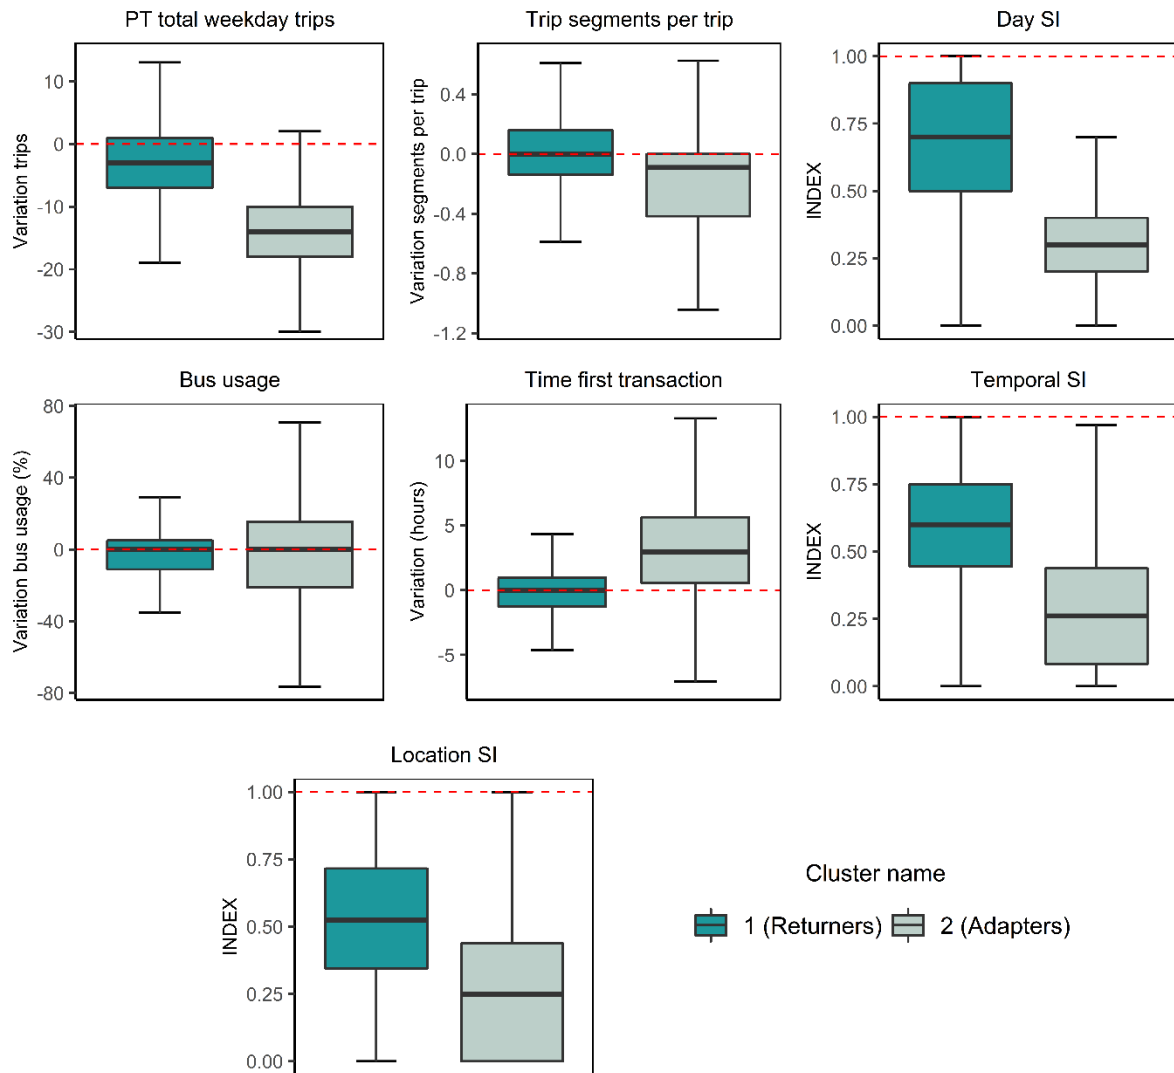 PT total weekday trips
Variation trips
10
0
-10
-20
-30
Trip segments per trip
Variation segments per trip
0.4
0.0
-0.4
-0.8
-1.2
Day SI
INDEX
1.00
0.75
0.50
0.25
0.00
Bus usage
Variation bus usage (%)
80
40
0
-40
-80
Time first transaction
Variation (hours)
10
5
0
-5
Temporal SI
INDEX
1.00
0.75
0.50
0.25
0.00
Location SI
INDEX
1.00
0.75
0.50
0.25
0.00
Cluster name
1 (Returners)
2 (Adapters)